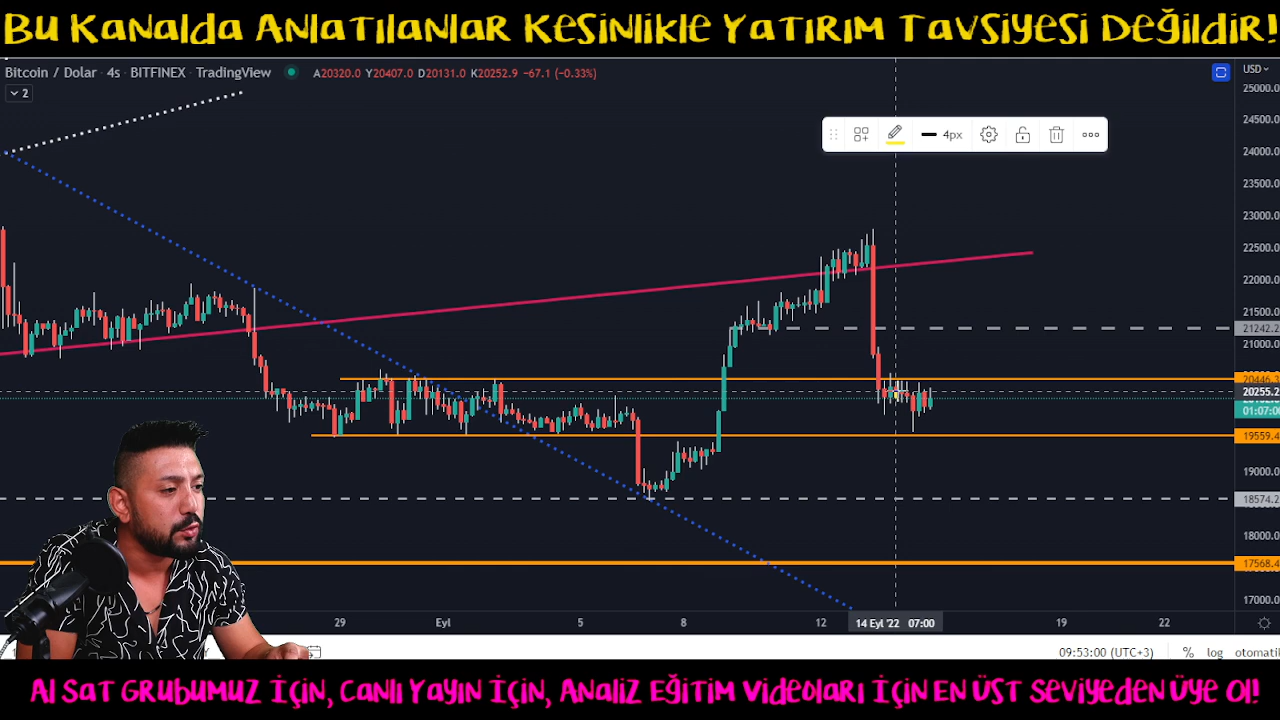 Bu Kanalda Anlatılanlar Kesinlikle Yatırım Tavsiyesi Değildir!
Bitcoin / Dolar · 4s · BITFINEX · TradingView A20320.0 Y20407.0 D20131.0 K20252.9 −67.1 (−0.33%)
USD
2
25000.0
24500.0
24000.0
4px
23500.0
23000.0
22500.0
22000.0
21500.0
21242.2
21000.0
20446.3
20255.2
01:07:00
19559.4
19000.0
18574.2
18000.0
17568.4
17000.0
29 Eyl 5 8 12 14 Eyl '22 07:00 19 22
09:53:00 (UTC+3) % log otomatik
Al Sat Grubumuz İçin, Canlı Yayın İçin, Analiz Eğitim Videoları İçin En Üst Seviyeden Üye Ol!